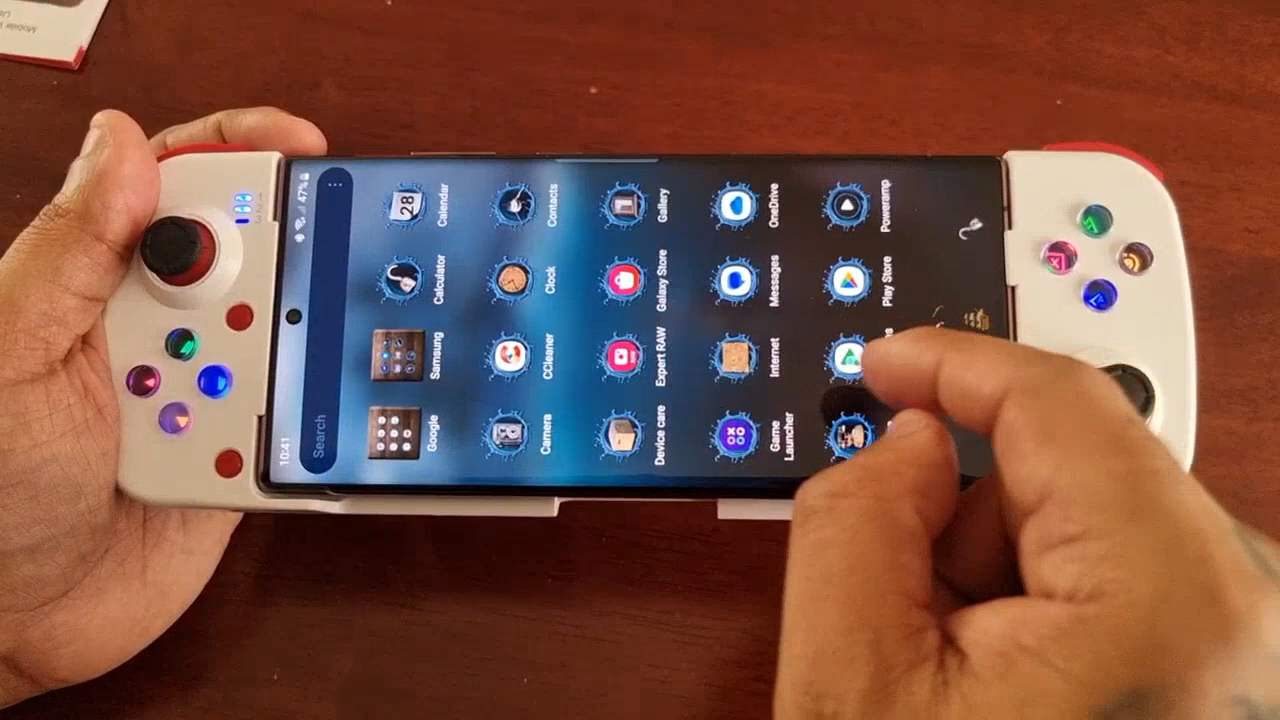 10:41
47%
Search
Google
Samsung
Calculator
Calendar
28
Camera
CCleaner
Clock
Contacts
Device care
Expert RAW
Galaxy Store
Gallery
Game
Launcher
Internet
Messages
OneDrive
Play Store
Poweramp
X